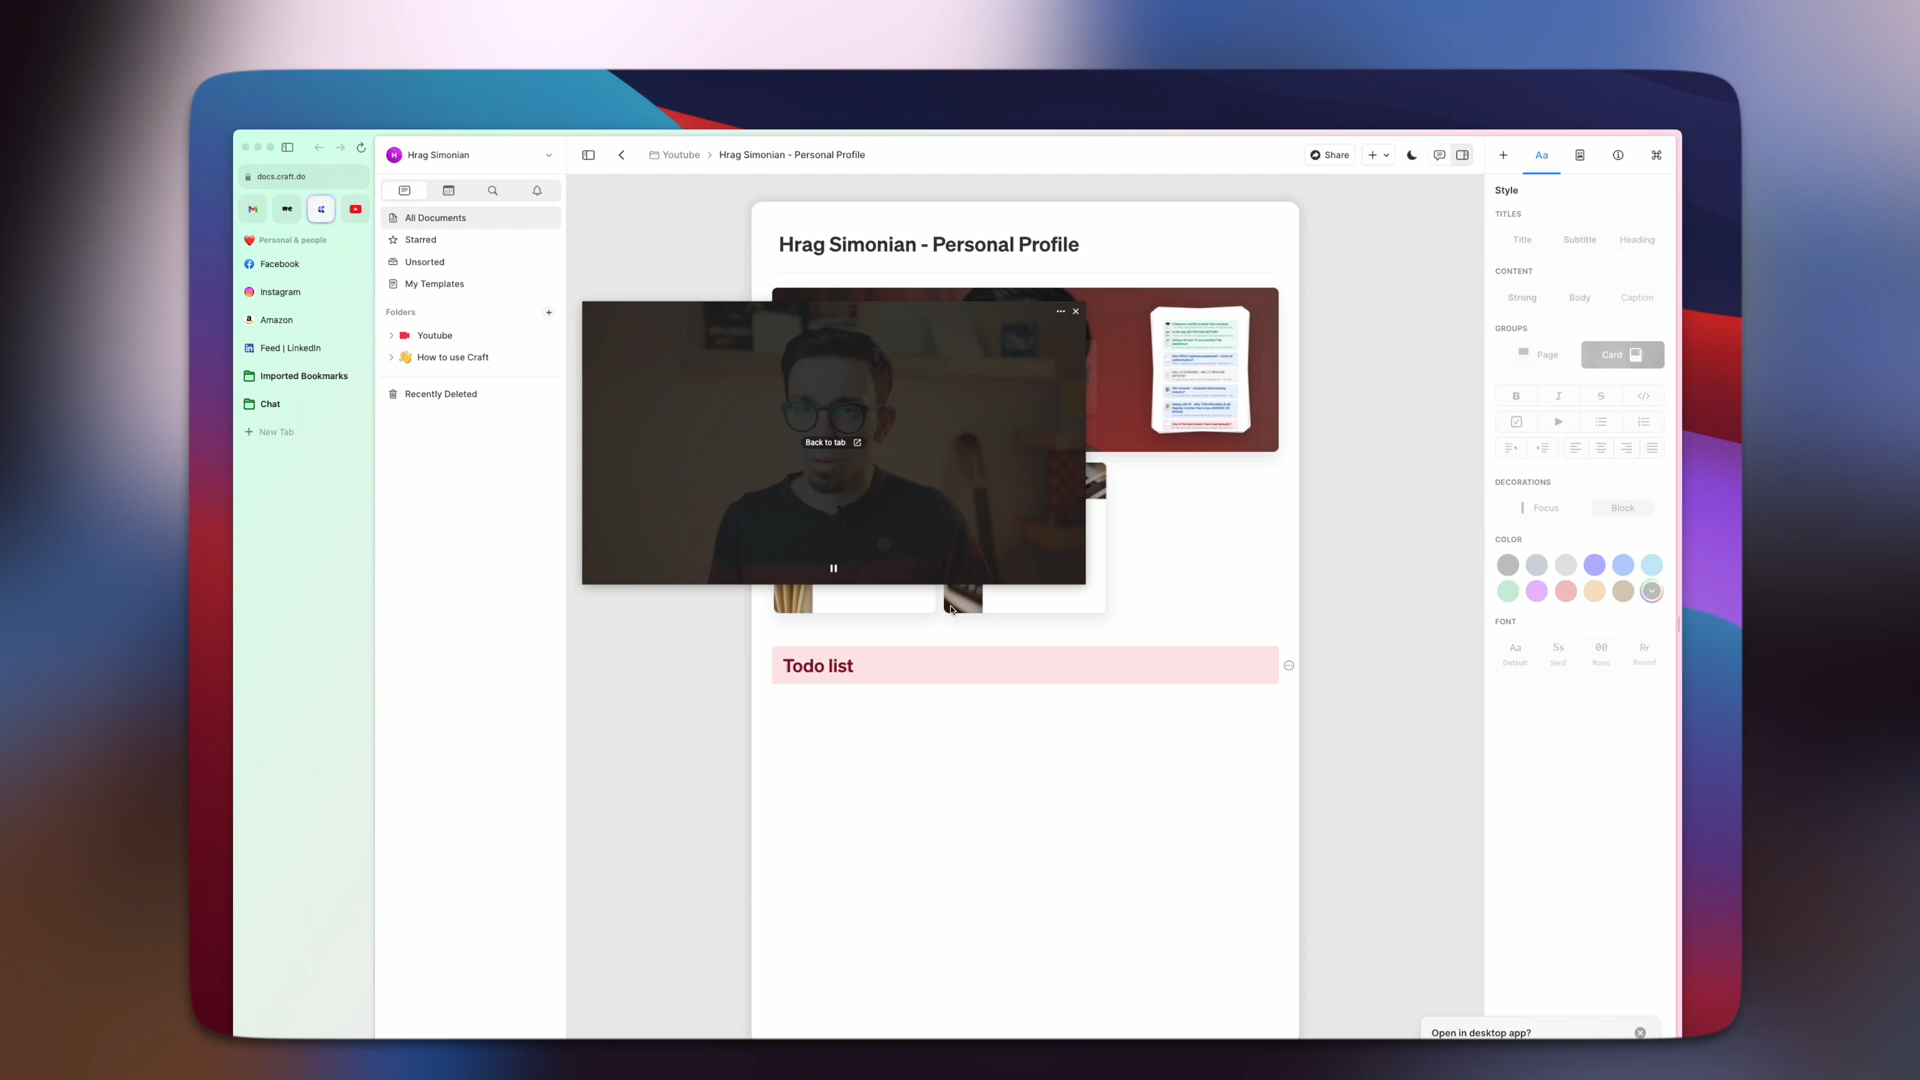 docs.craft.do
Personal & people
Facebook
Instagram
Amazon
Feed | LinkedIn
Imported Bookmarks
Chat
New Tab
H
Hrag Simonian
All Documents
Starred
Unsorted
My Templates
Folders
Youtube
How to use Craft
Recently Deleted
Youtube > Hrag Simonian - Personal Profile
Share
Hrag Simonian - Personal Profile
Back to tab
Todo list
Aa
Style
TITLES
Title Subtitle Heading
CONTENT
Strong Body Caption
GROUPS
Page Card
B I S </>
DECORATIONS
Focus Block
COLOR
FONT
Aa Ss 00 Rr
Default Serif Mono Round
Open in desktop app?